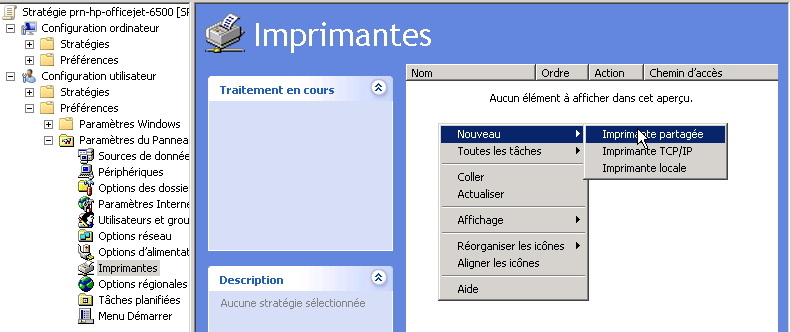 Stratégie prn-hp-officejet-6500 [SF
Configuration ordinateur
Stratégies
Préférences
Configuration utilisateur
Stratégies
Préférences
Paramètres Windows
Paramètres du Pannea
Sources de donnée
Périphériques
Options des dossie
Paramètres Interne
Utilisateurs et grou
Options réseau
Options d'alimentat
Imprimantes
Options régionales
Tâches planifiées
Menu Démarrer
Imprimantes
Traitement en cours
Description
Aucune stratégie sélectionnée
Nom Ordre Action Chemin d'accès
Aucun élément à afficher dans cet aperçu.
Nouveau
Toutes les tâches
Coller
Actualiser
Affichage
Réorganiser les icônes
Aligner les icônes
Aide
Imprimante partagée
Imprimante TCP/IP
Imprimante locale